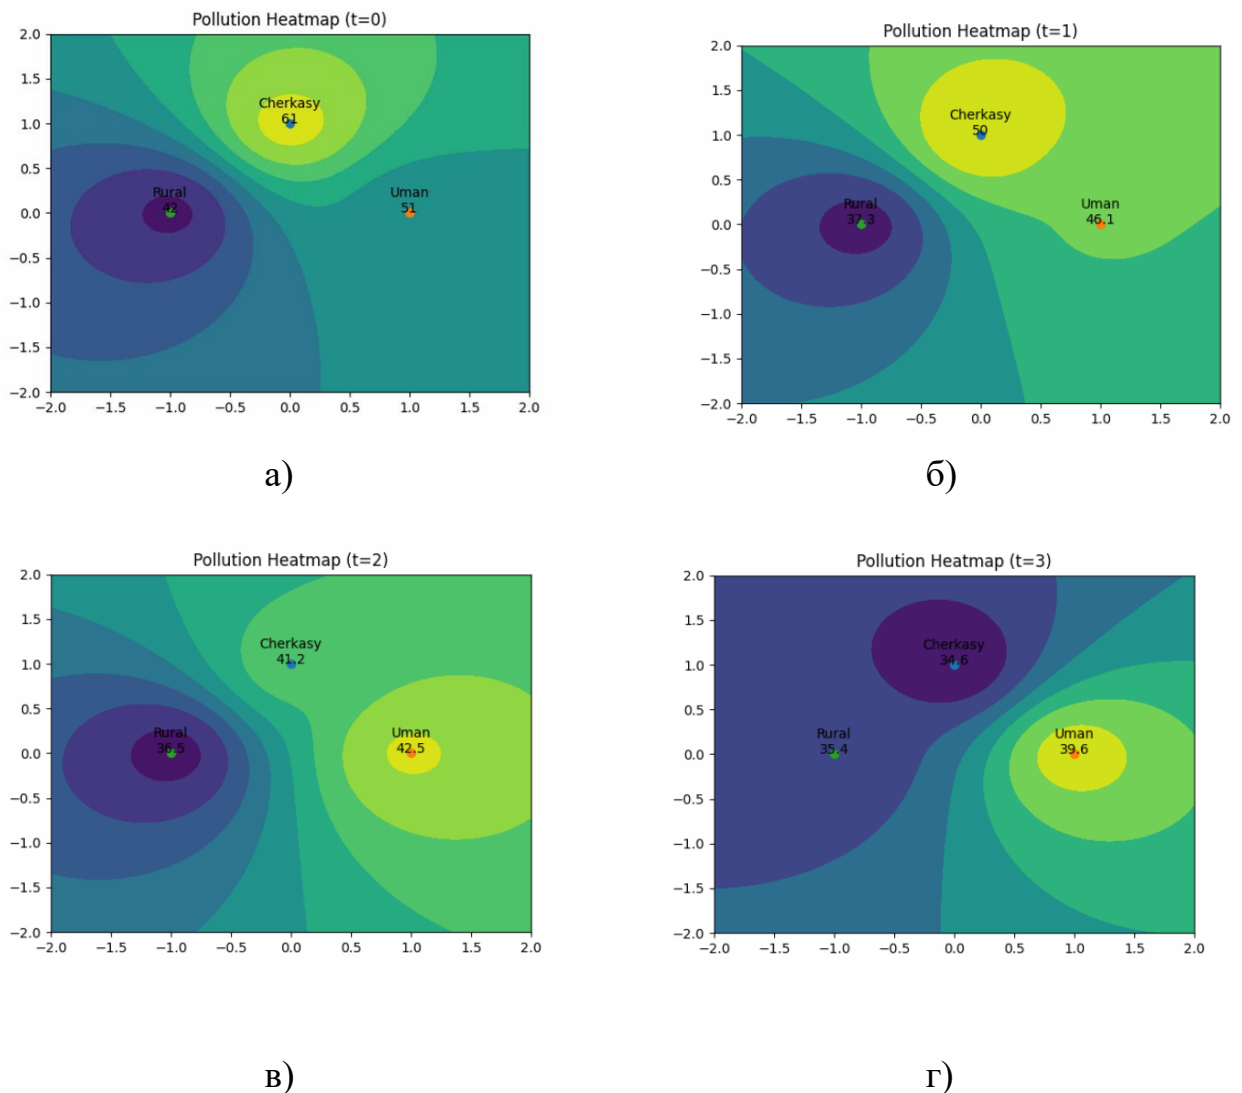 Pollution Heatmap (t=0)
2.0
1.5
1.0
0.5
0.0
−0.5
−1.0
−1.5
−2.0
−2.0 −1.5 −1.0 −0.5 0.0 0.5 1.0 1.5 2.0
Cherkasy
61
Rural
42
Uman
51
а)
Pollution Heatmap (t=1)
2.0
1.5
1.0
0.5
0.0
−0.5
−1.0
−1.5
−2.0
−2.0 −1.5 −1.0 −0.5 0.0 0.5 1.0 1.5 2.0
Cherkasy
50
Rural
37.3
Uman
46.1
б)
Pollution Heatmap (t=2)
2.0
1.5
1.0
0.5
0.0
−0.5
−1.0
−1.5
−2.0
−2.0 −1.5 −1.0 −0.5 0.0 0.5 1.0 1.5 2.0
Cherkasy
41.2
Rural
36.5
Uman
42.5
в)
Pollution Heatmap (t=3)
2.0
1.5
1.0
0.5
0.0
−0.5
−1.0
−1.5
−2.0
−2.0 −1.5 −1.0 −0.5 0.0 0.5 1.0 1.5 2.0
Cherkasy
34.6
Rural
35.4
Uman
39.6
г)